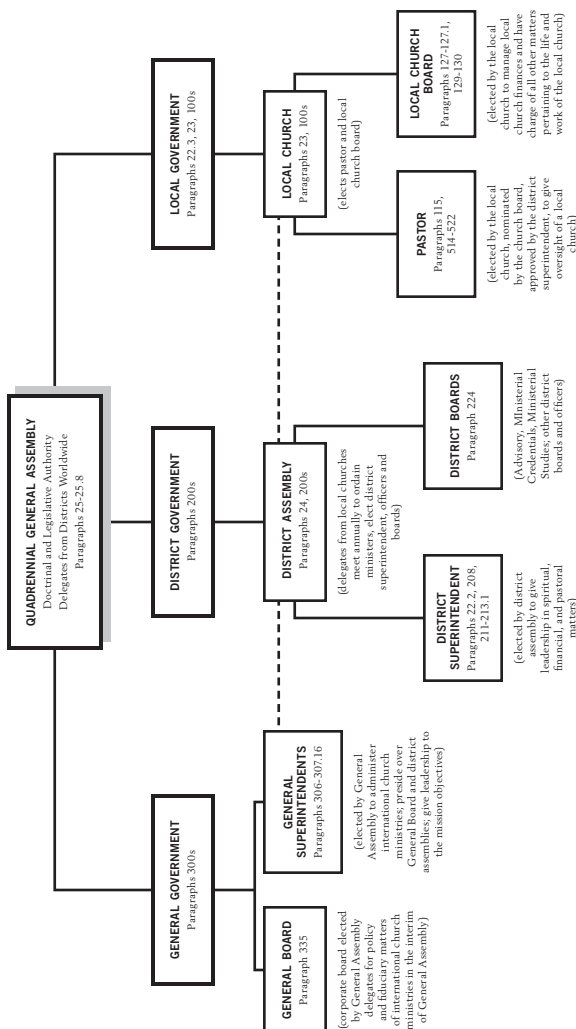 QUADRENNIAL GENERAL ASSEMBLY
Doctrinal and Legislative Authority
Delegates from Districts Worldwide
Paragraphs 25-25.8
GENERAL GOVERNMENT
Paragraphs 300s
DISTRICT GOVERNMENT
Paragraphs 200s
LOCAL GOVERNMENT
Paragraphs 22.3, 23, 100s
GENERAL BOARD
Paragraph 335
(corporate board elected
by General Assembly
delegates for policy
and fiduciary matters
of international church
ministries in the interim
of General Assembly)
GENERAL
SUPERINTENDENTS
Paragraphs 306-307.16
(elected by General
Assembly to administer
international church
ministries; preside over
General Board and district
assemblies; give leadership to
the mission objectives)
DISTRICT ASSEMBLY
Paragraphs 24, 200s
(delegates from local churches
meet annually to ordain
ministers, elect district
superintendent, officers and
boards)
LOCAL CHURCH
Paragraphs 23, 100s
(elects pastor and local
church board)
DISTRICT
SUPERINTENDENT
Paragraphs 22.2, 208,
211-213.1
(elected by district
assembly to give
leadership in spiritual,
financial, and pastoral
matters)
DISTRICT BOARDS
Paragraph 224
(Advisory, MInisterial
Credentials, Ministerial
Studies; other district
boards and officers)
PASTOR
Paragraphs 115,
514-522
(elected by the local
church, nominated
by the church board,
approved by the district
superintendent, to give
oversight of a local
church)
LOCAL CHURCH
BOARD
Paragraphs 127-127.1,
129-130
(elected by the local
church to manage local
church finances and have
charge of all other matters
pertaining to the life and
work of the local church)